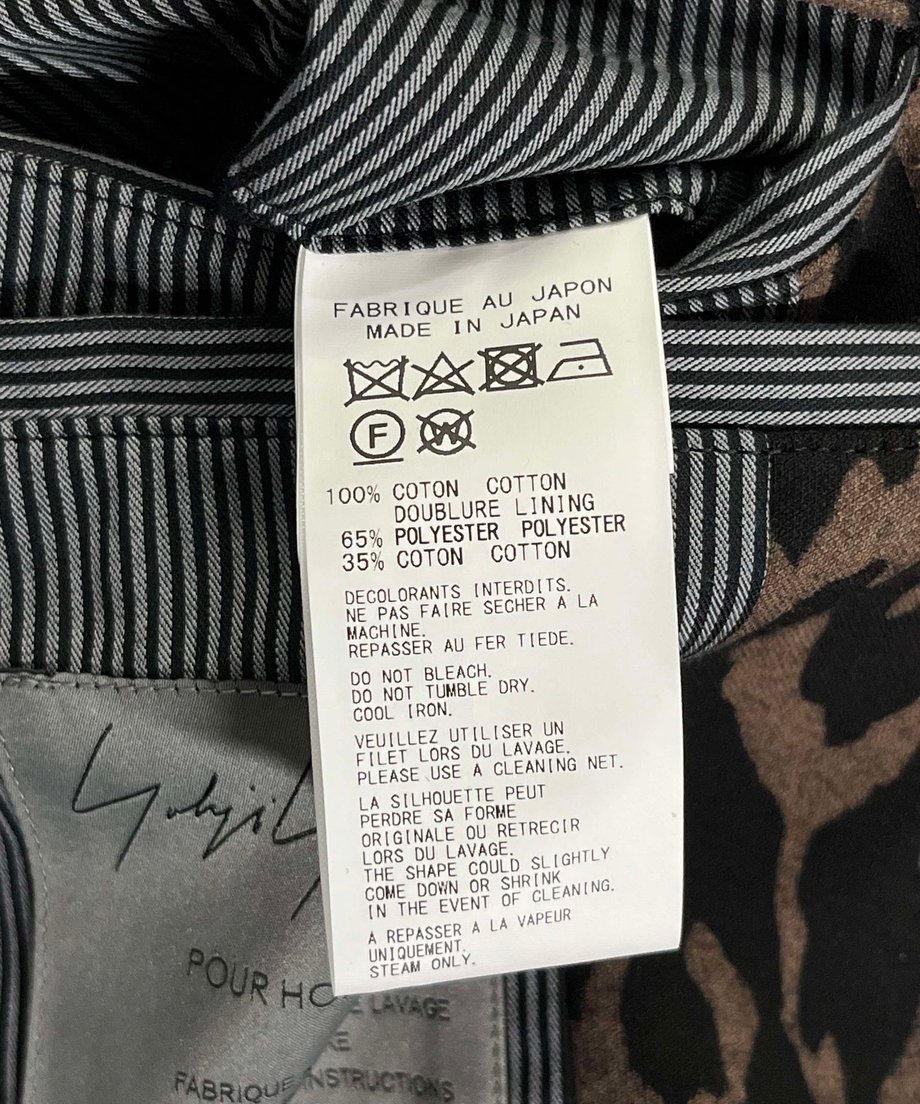 FABRIQUE AU JAPON
MADE IN JAPAN
F
W
100% COTON COTTON
DOUBLURE LINING
65% POLYESTER POLYESTER
35% COTON COTTON
DECOLORANTS INTERDITS.
NE PAS FAIRE SECHER A LA
MACHINE.
REPASSER AU FER TIEDE.
DO NOT BLEACH.
DO NOT TUMBLE DRY.
COOL IRON.
VEUILLEZ UTILISER UN
FILET LORS DU LAVAGE.
PLEASE USE A CLEANING NET.
LA SILHOUETTE PEUT
PERDRE SA FORME
ORIGINALE OU RETRECIR
LORS DU LAVAGE.
THE SHAPE COULD SLIGHTLY
COME DOWN OR SHRINK
IN THE EVENT OF CLEANING.
A REPASSER A LA VAPEUR
UNIQUEMENT.
STEAM ONLY.
Yohji Y
POUR HO
LAVAGE
FABRIQUE
INSTRUCTIONS